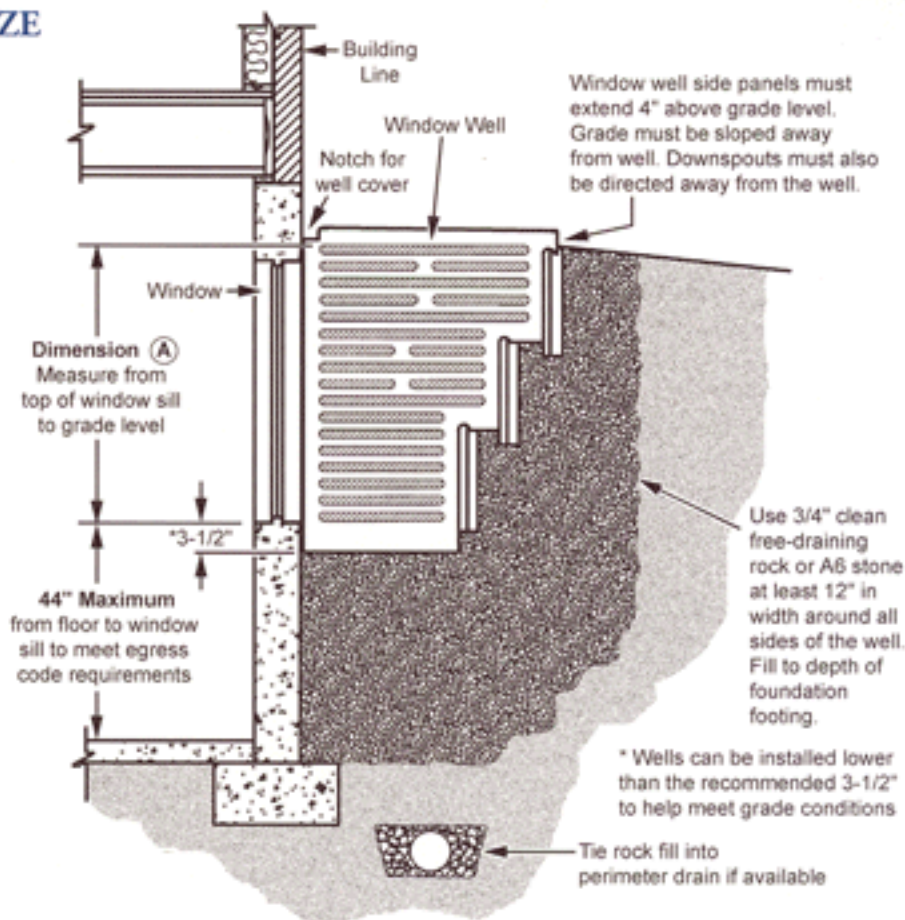 ZE
Building
Line
Window Well
Notch for
well cover
Window well side panels must
extend 4" above grade level.
Grade must be sloped away
from well. Downspouts must also
be directed away from the well.
Window
Dimension Ⓐ
Measure from
top of window sill
to grade level
*3-1/2"
44" Maximum
from floor to window
sill to meet egress
code requirements
Use 3/4" clean
free-draining
rock or A6 stone
at least 12" in
width around all
sides of the well.
Fill to depth of
foundation
footing.
* Wells can be installed lower
than the recommended 3-1/2"
to help meet grade conditions
Tie rock fill into
perimeter drain if available